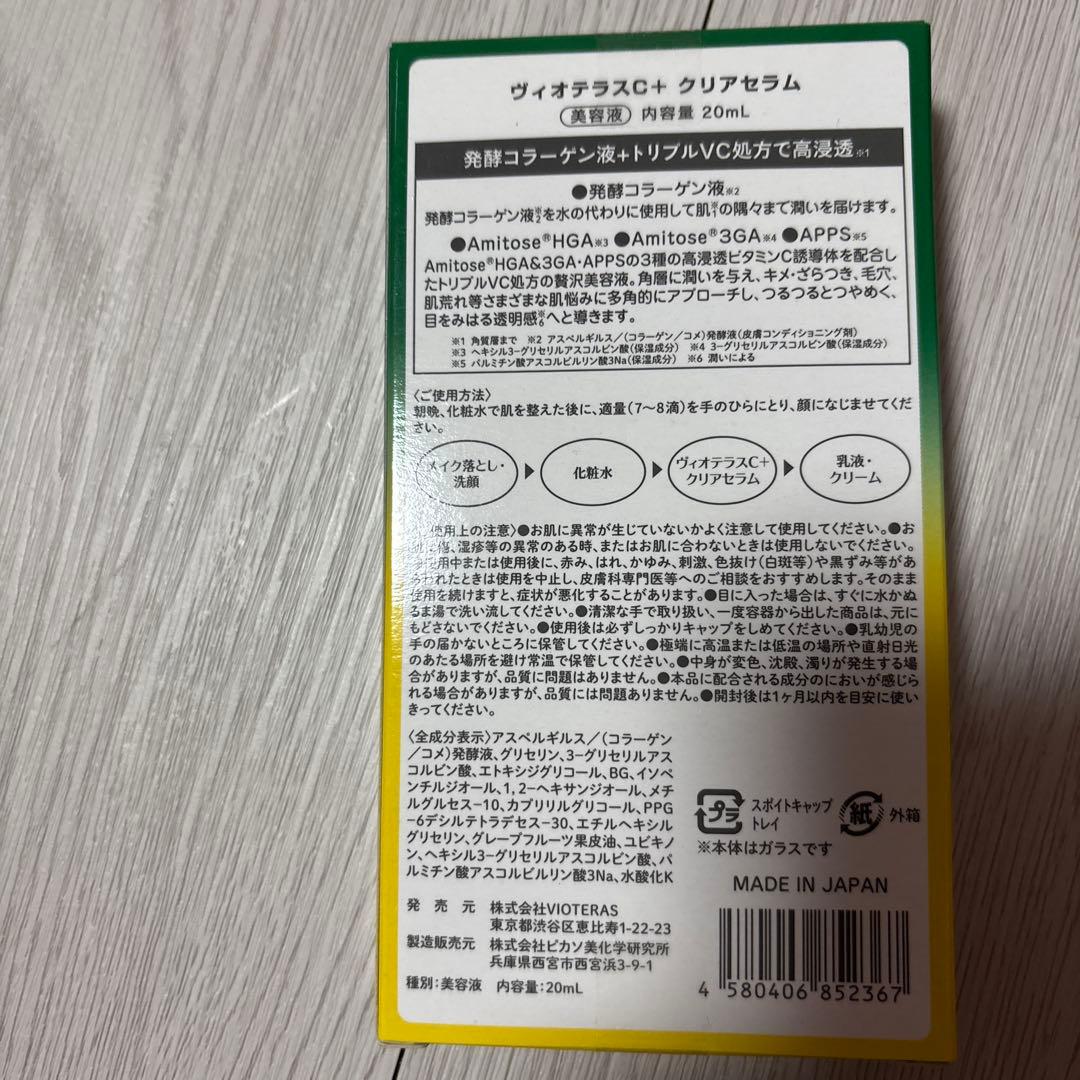 ヴィオテラスC+ クリアセラム
美容液 内容量 20mL
発酵コラーゲン液+トリプルVC処方で高浸透※1
●発酵コラーゲン液※2
発酵コラーゲン液※2を水の代わりに使用して肌※1の隅々まで潤いを届けます。
●Amitose®HGA※3 ●Amitose®3GA※4 ●APPS※5
Amitose®HGA&3GA・APPSの3種の高浸透ビタミンC誘導体を配合し
たトリプルVC処方の贅沢美容液。角層に潤いを与え、キメ・ざらつき、毛穴、
肌荒れ等さまざまな肌悩みに多角的にアプローチし、つるつるとつやめく、
目をみはる透明感※6へと導きます。
※1 角質層まで ※2 アスペルギルス/(コラーゲン/コメ)発酵液(皮膚コンディショニング剤)
※3 ヘキシル3-グリセリルアスコルビン酸(保湿成分) ※4 3-グリセリルアスコルビン酸(保湿成分)
※5 パルミチン酸アスコルビルリン酸3Na(保湿成分) ※6 潤いによる
〈ご使用方法〉
朝晩、化粧水で肌を整えた後に、適量(7〜8滴)を手のひらにとり、顔になじませてくだ
さい。
メイク落とし・
洗顔
化粧水
ヴィオテラスC+
クリアセラム
乳液・
クリーム
使用上の注意〉●お肌に異常が生じていないかよく注意して使用してください。●お
肌に傷、湿疹等の異常のある時、またはお肌に合わないときは使用しないでください。
使用中または使用後に、赤み、はれ、かゆみ、刺激、色抜け(白斑等)や黒ずみ等があ
らわれたときは使用を中止し、皮膚科専門医等へのご相談をおすすめします。そのまま
使用を続けますと、症状が悪化することがあります。●目に入った場合は、すぐに水かぬ
るま湯で洗い流してください。●清潔な手で取り扱い、一度容器から出した商品は、元に
もどさないでください。●使用後は必ずしっかりキャップをしめてください。●乳幼児の
手の届かないところに保管してください。●極端に高温または低温の場所や直射日光
のあたる場所を避け常温で保管してください。●中身が変色、沈殿、濁りが発生する場
合がありますが、品質に問題はありません。●本品に配合される成分のにおいが感じら
れる場合がありますが、品質には問題ありません。●開封後は1ヶ月以内を目安に使い
きってください。
〈全成分表示〉アスペルギルス/(コラーゲン
/コメ)発酵液、グリセリン、3-グリセリルアス
コルビン酸、エトキシジグリコール、BG、イソペ
ンチルジオール、1,2-ヘキサンジオール、メチ
ルグルセス-10、カプリリルグリコール、PPG
-6デシルテトラデセス-30、エチルヘキシル
グリセリン、グレープフルーツ果皮油、ユビキノ
ン、ヘキシル3-グリセリルアスコルビン酸、パ
ルミチン酸アスコルビルリン酸3Na、水酸化K
プラ スポイトキャップ
トレイ
紙 外箱
※本体はガラスです
MADE IN JAPAN
発売元 株式会社VIOTERAS
東京都渋谷区恵比寿1-22-23
製造販売元 株式会社ピカソ美化学研究所
兵庫県西宮市西宮浜3-9-1
種別:美容液 内容量:20mL
4 580406 852367